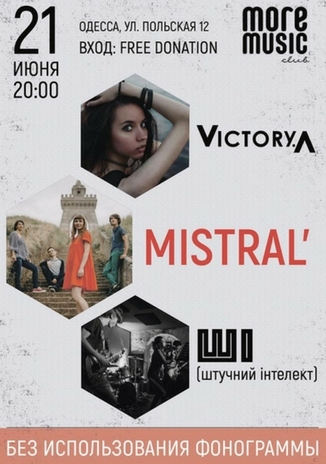 21
ИЮНЯ
20:00
ОДЕССА, УЛ. ПОЛЬСКАЯ 12
ВХОД: FREE DONATION
more
music
club
VICTORY.Λ
MISTRAL'
ШІ
(штучний інтелект)
БЕЗ ИСПОЛЬЗОВАНИЯ ФОНОГРАММЫ